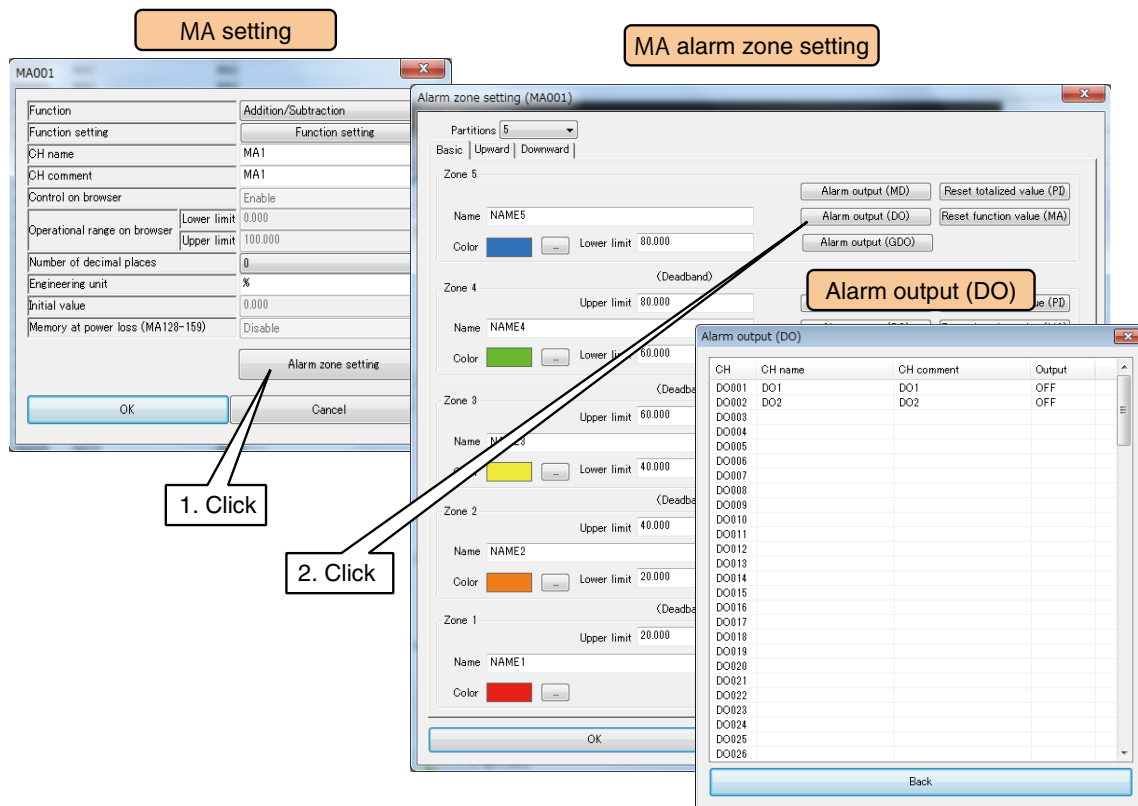 MA setting
MA alarm zone setting
MA001
Function Addition/Subtraction
Function setting Function setting
CH name MA1
CH comment MA1
Control on browser Enable
Operational range on browser Lower limit 0.000
Upper limit 100.000
Number of decimal places 0
Engineering unit %
Initial value 0.000
Memory at power loss (MA128-159) Disable
Alarm zone setting
OK Cancel
1. Click
Alarm zone setting (MA001)
Partitions 5
Basic Upward Downward
Zone 5
Alarm output (MD) Reset totalized value (PI)
Name NAME5 Alarm output (DO) Reset function value (MA)
Color ... Lower limit 80.000 Alarm output (GDO)
(Deadband)
Zone 4
Upper limit 80.000 ue (PI)
Name NAME4
Color ... Lower limit 60.000
(Deadba
Zone 3
Upper limit 60.000
Name
... Lower limit 40.000
(Deadba
Zone 2
Upper limit 40.000
Name NAME2
Color ... Lower limit 20.000
(Deadba
Zone 1
Upper limit 20.000
Name NAME1
Color ...
OK
2. Click
Alarm output (DO)
Alarm output (DO)
CH CH name CH comment Output
DO001 DO1 DO1 OFF
DO002 DO2 DO2 OFF
DO003
DO004
DO005
DO006
DO007
DO008
DO009
DO010
DO011
DO012
DO013
DO014
DO015
DO016
DO017
DO018
DO019
DO020
DO021
DO022
DO023
DO024
DO025
DO026
Back